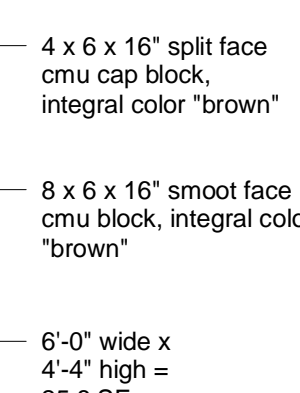 4 x 6 x 16" split face
cmu cap block,
integral color "brown"
8 x 6 x 16" smoot face
cmu block, integral
"brown"
6'-0" wide x
4'-4" high =